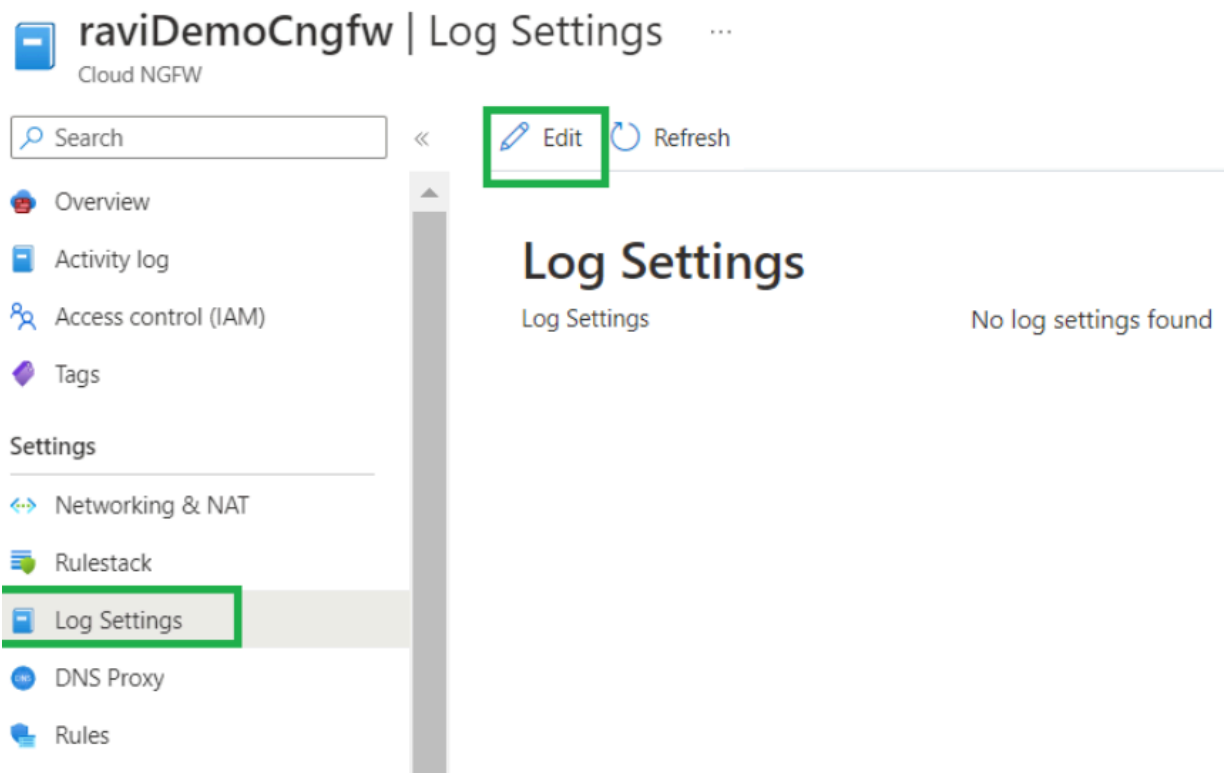 raviDemoCngfw | Log Settings ...
Cloud NGFW
Search
«
Edit
Refresh
Overview
Activity log
Access control (IAM)
Tags
Settings
Networking & NAT
Rulestack
Log Settings
DNS Proxy
Rules
Log Settings
Log Settings
No log settings found